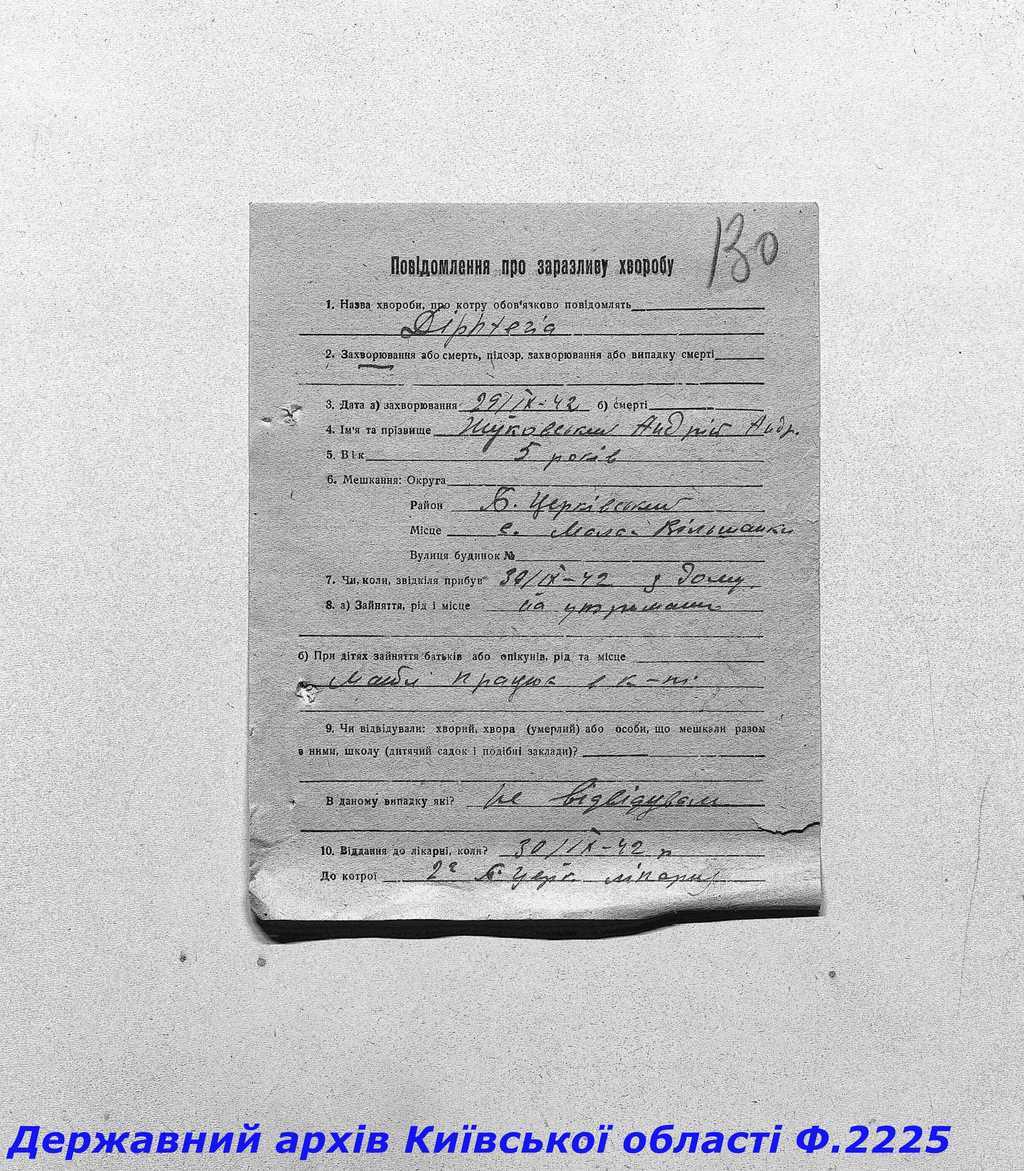 130
Повідомлення про заразливу хворобу
1. Назва хвороби, про котру обов'язково повідомлять
Diphteria
2. Захворювання або смерть, підозр. захворювання або випадку смерті
3. Дата а) захворювання 29/IX-42 б) смерті
4. Ім'я та прізвище Жуковський Андрій Андр.
5. Вік 5 років
6. Мешкання: Округа
Район Б. Церківський
Місце с. Мала Вільшанка
Вулиця будинок №
7. Чи, коли, звідкіля прибув 30/IX-42 з дому
8. а) Зайняття, рід і місце на утриманні
б) При дітях зайняття батьків або опікунів, рід та місце
Мати працює в к-пі
9. Чи відвідували: хворий, хвора (умерлий) або особи, що мешкали разом
з ними, школу (дитячий садок і подібні заклади)?
В даному випадку які? не відвідували
10. Віддання до лікарні, коли? 30/IX-42 р
До котрої 2а Б. Церк. лікарні
Державний архів Київської області Ф.2225